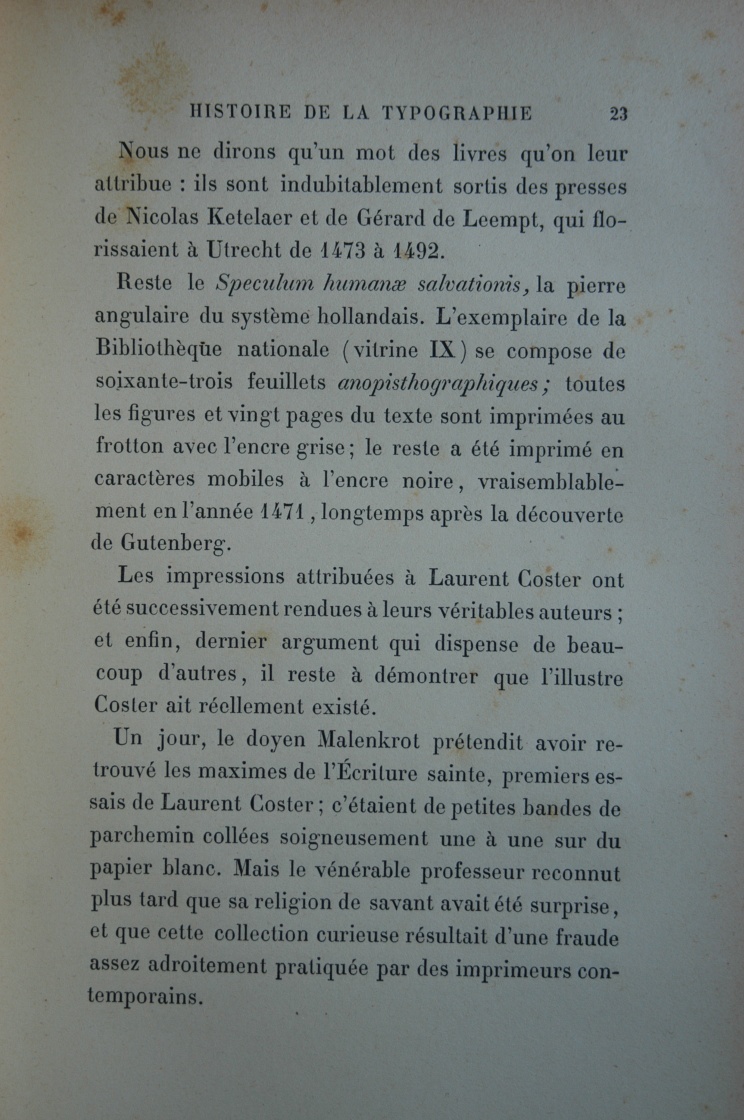 HISTOIRE DE LA TYPOGRAPHIE 23
Nous ne dirons qu'un mot des livres qu'on leur
attribue : ils sont indubitablement sortis des presses
de Nicolas Ketelaer et de Gérard de Leempt, qui flo-
rissaient à Utrecht de 1473 à 1492.
Reste le Speculum humanæ salvationis, la pierre
angulaire du système hollandais. L'exemplaire de la
Bibliothèque nationale (vitrine IX) se compose de
soixante-trois feuillets anopisthographiques; toutes
les figures et vingt pages du texte sont imprimées au
frotton avec l'encre grise; le reste a été imprimé en
caractères mobiles à l'encre noire, vraisemblable-
ment en l'année 1471, longtemps après la découverte
de Gutenberg.
Les impressions attribuées à Laurent Coster ont
été successivement rendues à leurs véritables auteurs;
et enfin, dernier argument qui dispense de beau-
coup d'autres, il reste à démontrer que l'illustre
Coster ait réellement existé.
Un jour, le doyen Malenkrot prétendit avoir re-
trouvé les maximes de l'Écriture sainte, premiers es-
sais de Laurent Coster; c'étaient de petites bandes de
parchemin collées soigneusement une à une sur du
papier blanc. Mais le vénérable professeur reconnut
plus tard que sa religion de savant avait été surprise,
et que cette collection curieuse résultait d'une fraude
assez adroitement pratiquée par des imprimeurs con-
temporains.